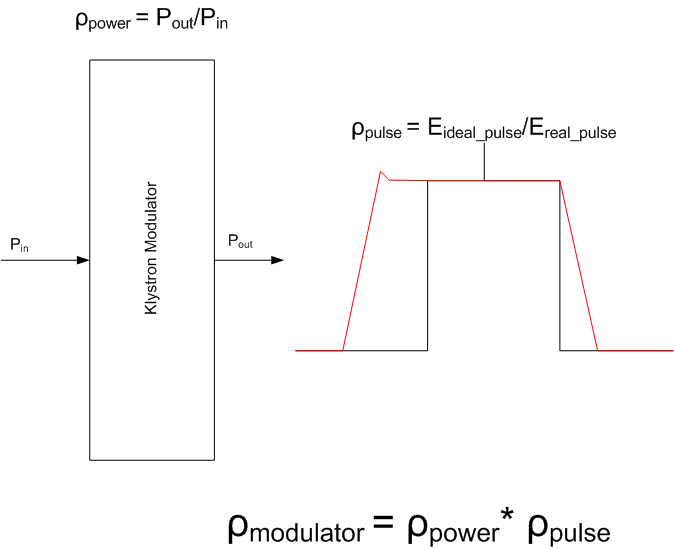 ρpower = Pout/Pin
ρpulse = Eideal_pulse/Ereal_pulse
Klystron Modulator
Pin
Pout
ρmodulator = ρpower* ρpulse